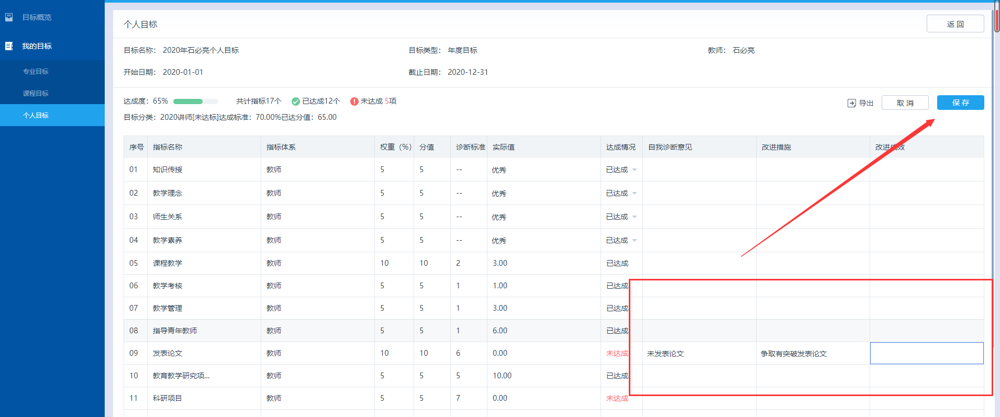 目标概览
我的目标
专业目标
课程目标
个人目标
个人目标
返 回
目标名称： 2020年石必亮个人目标 目标类型： 年度目标 教师： 石必亮
开始日期： 2020-01-01 截止日期： 2020-12-31
达成度：65% 共计指标17个 已达成12个 未达成 5项 导出 取 消 保 存
目标分类：2020讲师[未达标]达成标准：70.00%已达分值：65.00
序号 指标名称 指标体系 权重（%） 分值 诊断标准 实际值 达成情况 自我诊断意见 改进措施 改进成效
01 知识传授 教师 5 5 -- 优秀 已达成
02 教学理念 教师 5 5 -- 优秀 已达成
03 师生关系 教师 5 5 -- 优秀 已达成
04 教学素养 教师 5 5 -- 优秀 已达成
05 课程教学 教师 10 10 2 3.00 已达成
06 教学考核 教师 5 5 1 1.00 已达成
07 教学管理 教师 5 5 1 3.00 已达成
08 指导青年教师 教师 5 5 1 6.00 已达成
09 发表论文 教师 10 10 6 0.00 未达成 未发表论文 争取有突破发表论文
10 教育教学研究项... 教师 5 5 5 10.00 已达成
11 科研项目 教师 5 5 7 0.00 未达成